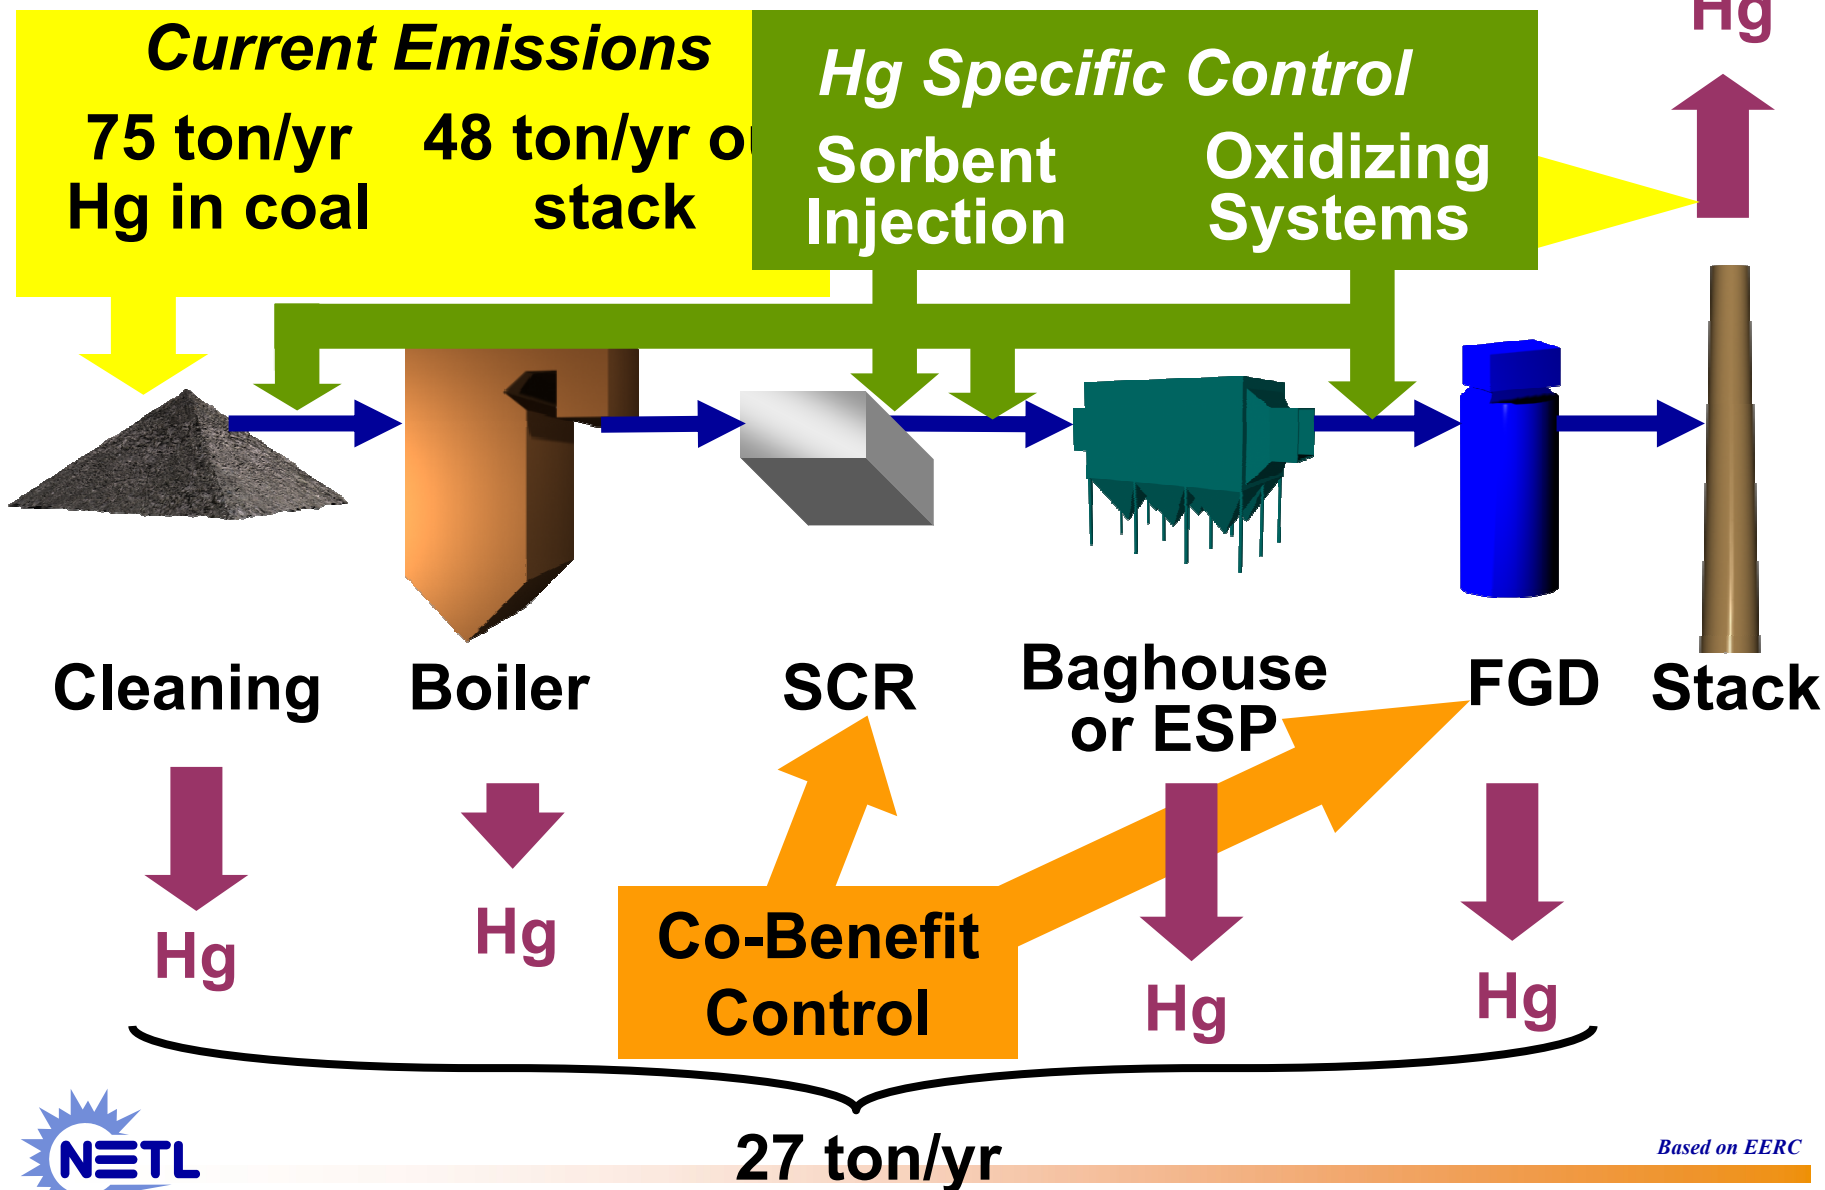 Hg
Current Emissions
75 ton/yr
Hg in coal
48 ton/yr
stack
Hg Specific Control
Sorbent
Injection
Oxidizing
Systems
Cleaning
Boiler
SCR
Baghouse
or ESP
FGD
Stack
Hg
Hg
Co-Benefit
Control
Hg
Hg
27 ton/yr
NETL
Based on EERC